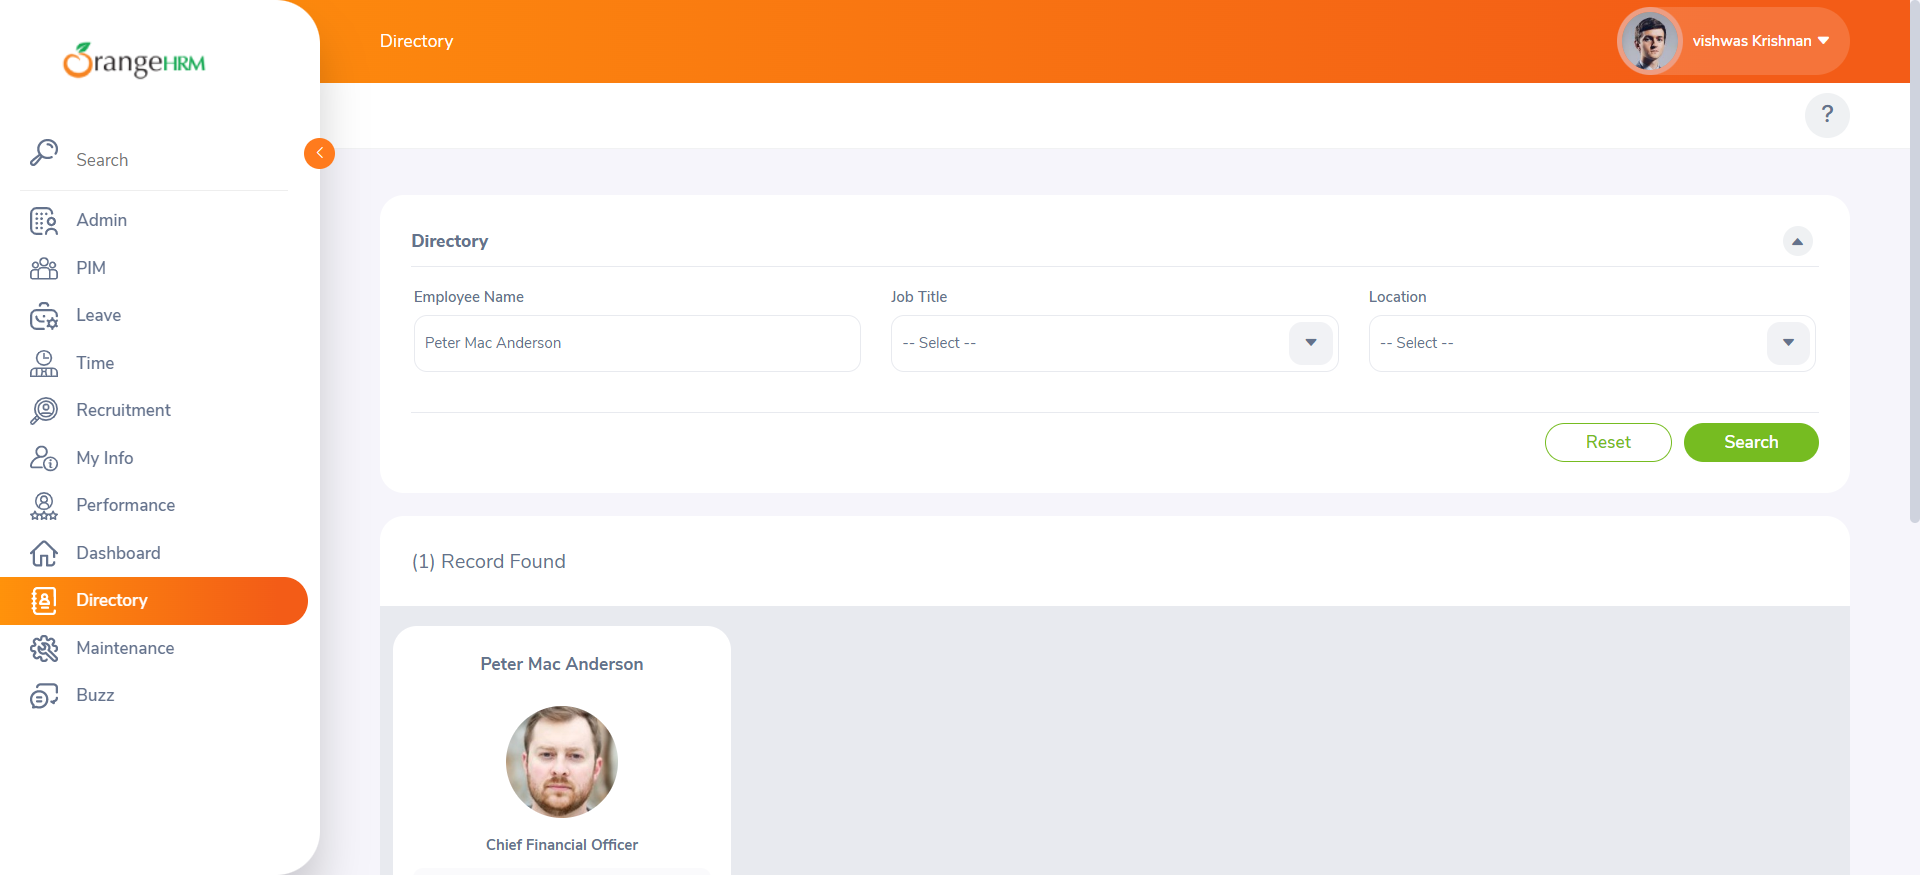 OrangeHRM
Search
Admin
PIM
Leave
Time
Recruitment
My Info
Performance
Dashboard
Directory
Maintenance
Buzz
Directory
vishwas Krishnan
?
Directory
Employee Name
Job Title
Location
Peter Mac Anderson
-- Select --
-- Select --
Reset
Search
(1) Record Found
Peter Mac Anderson
Chief Financial Officer